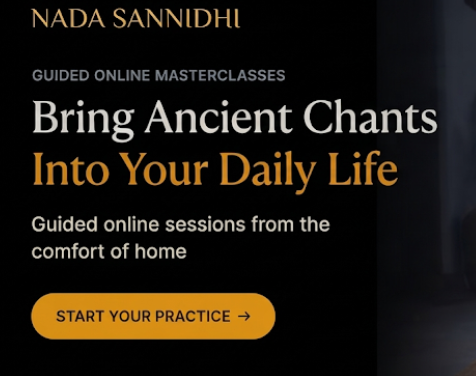 NADA SANNIDHI
GUIDED ONLINE MASTERCLASSES
Bring Ancient Chants
Into Your Daily Life
Guided online sessions from the
comfort of home
START YOUR PRACTICE →